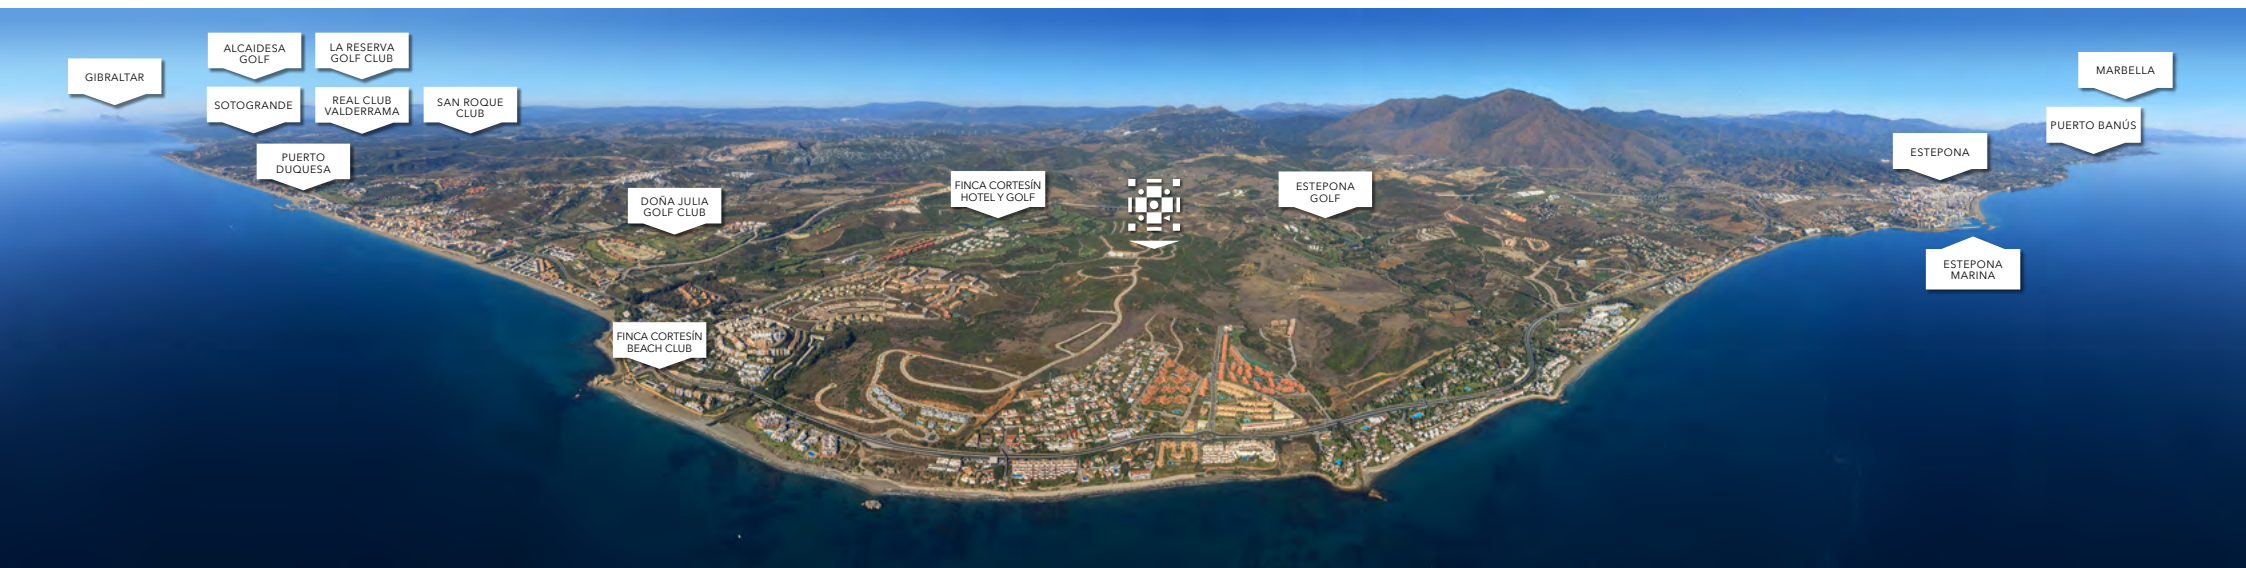 GIBRALTAR
ALCAIDESA
GOLF
LA RESERVA
GOLF CLUB
SOTOGRANDE
REAL CLUB
VALDERRAMA
SAN ROQUE
CLUB
PUERTO
DUQUESA
DOÑA JULIA
GOLF CLUB
FINCA CORTESÍN
BEACH CLUB
FINCA CORTESÍN
HOTEL Y GOLF
ESTEPONA
GOLF
ESTEPONA
ESTEPONA
MARINA
MARBELLA
PUERTO BANÚS